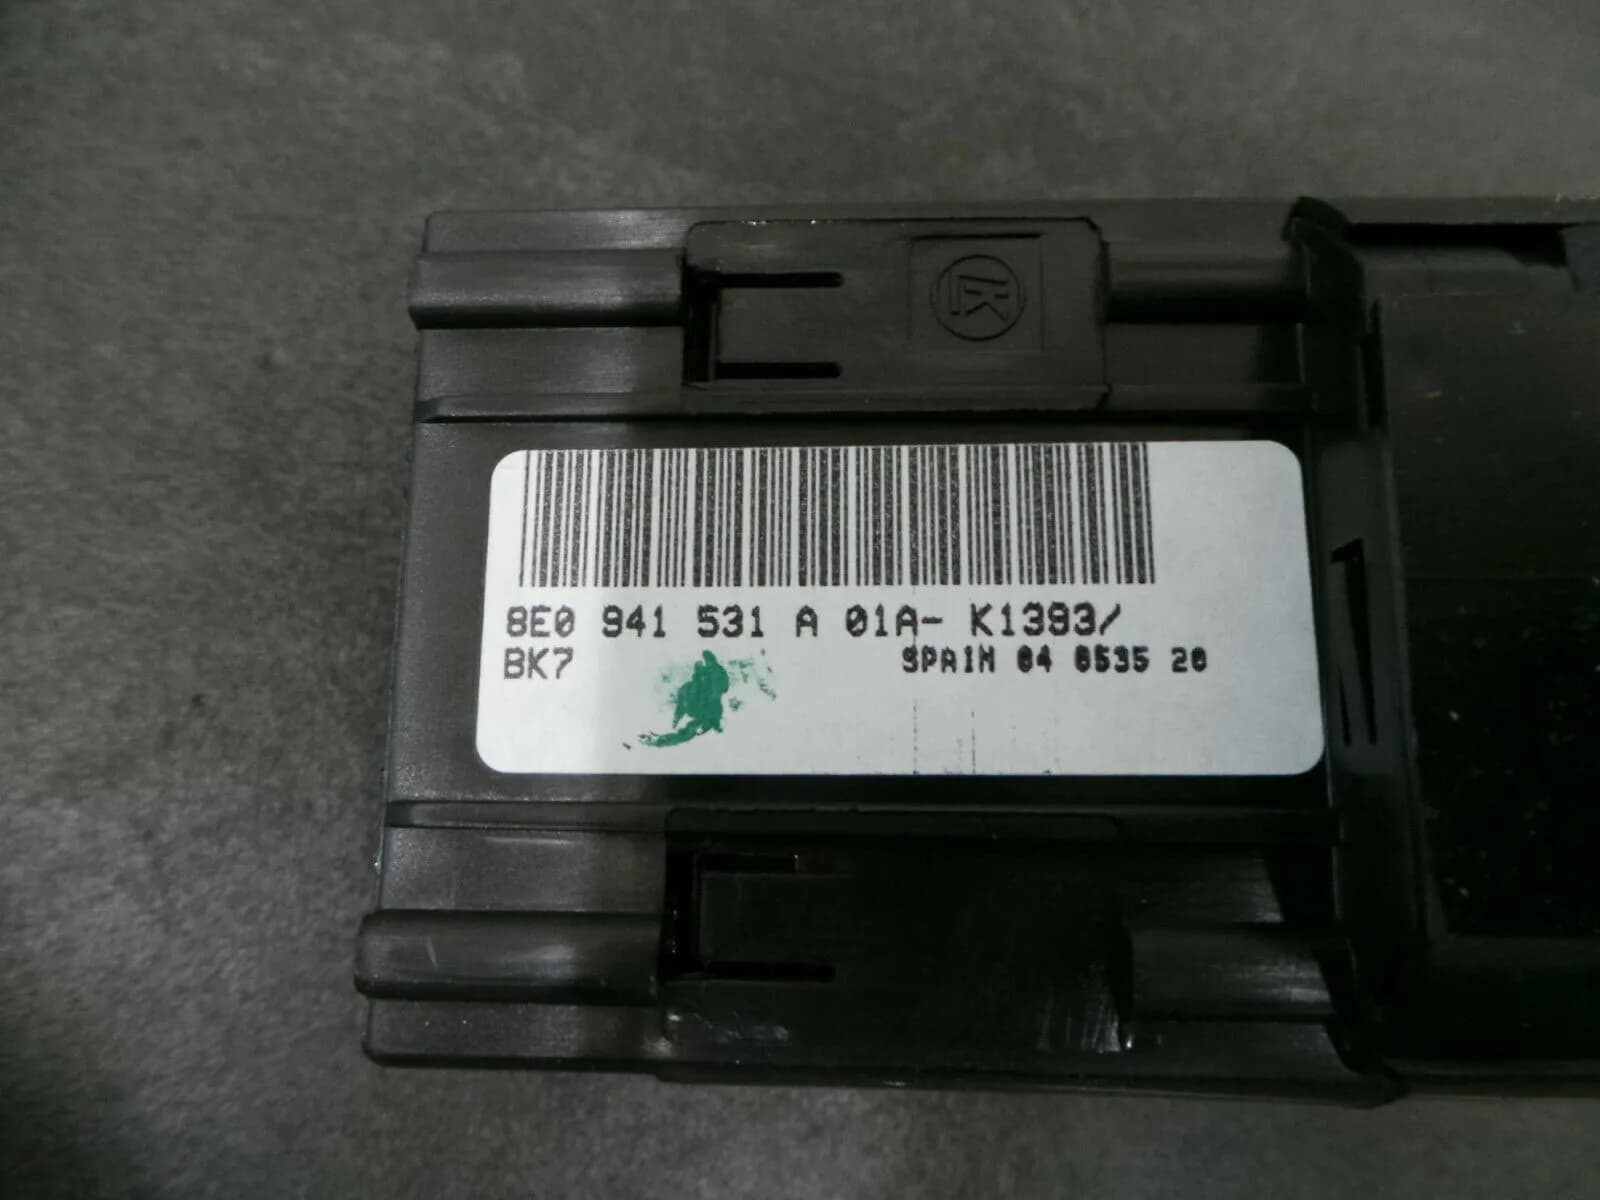 8E0 941 531 A 01A- K1393/
BK7 SPAIN 04 0535 20